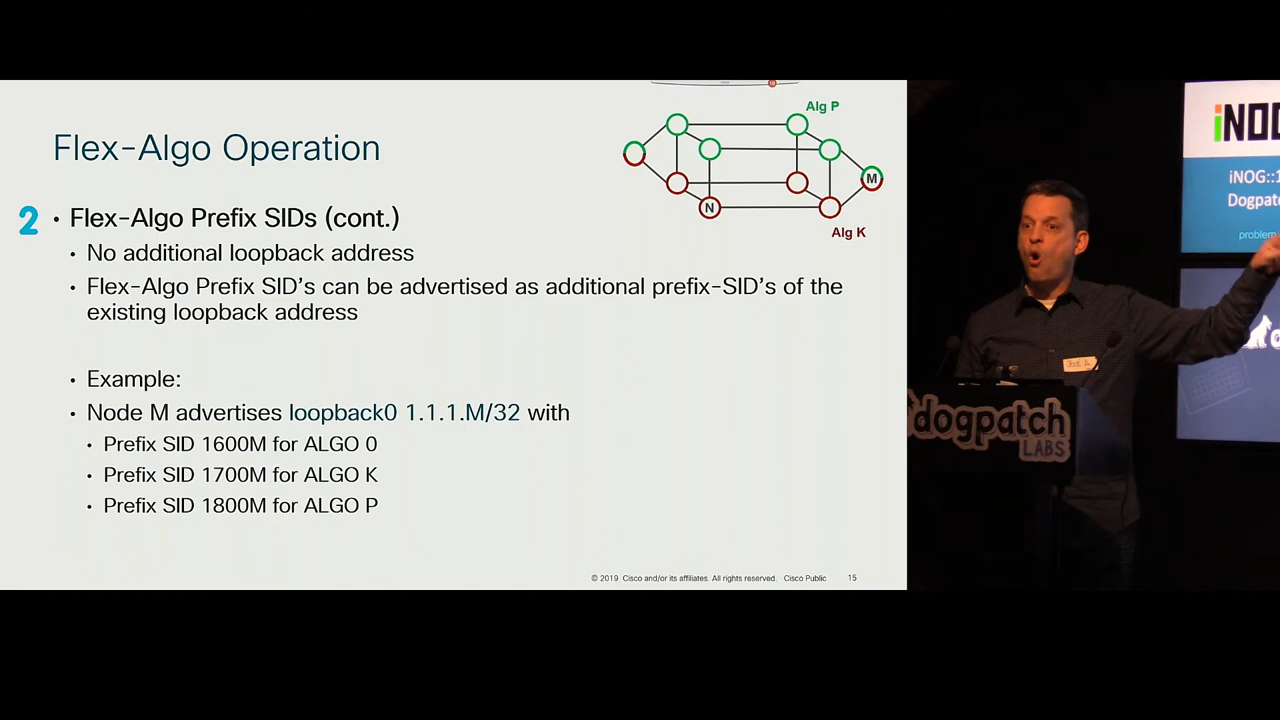 Flex-Algo Operation
Alg P
M
N
Alg K
2
• Flex-Algo Prefix SIDs (cont.)
• No additional loopback address
• Flex-Algo Prefix SID's can be advertised as additional prefix-SID's of the
existing loopback address
• Example:
• Node M advertises loopback0 1.1.1.M/32 with
• Prefix SID 1600M for ALGO 0
• Prefix SID 1700M for ALGO K
• Prefix SID 1800M for ALGO P
© 2019 Cisco and/or its affiliates. All rights reserved. Cisco Public 15
iNO
iNOG::1
Dogpatc
problem
dogpatch
LABS